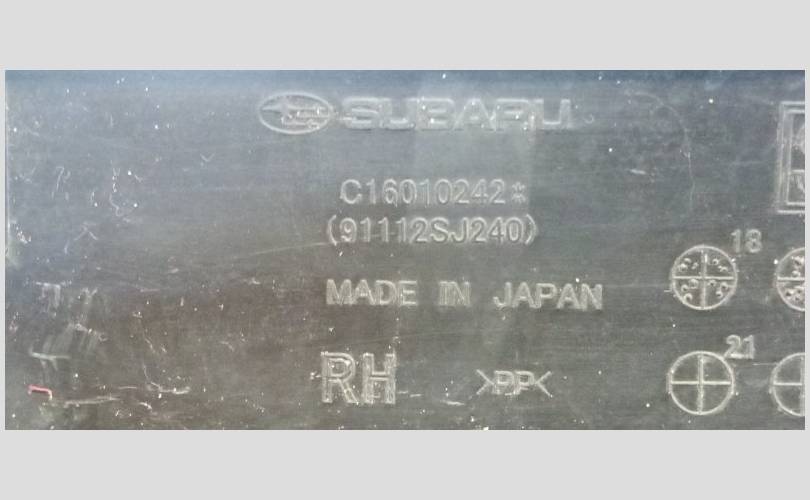 SUBARU
C16010242*
(91112SJ240)
MADE IN JAPAN
18
RH >PP<
21